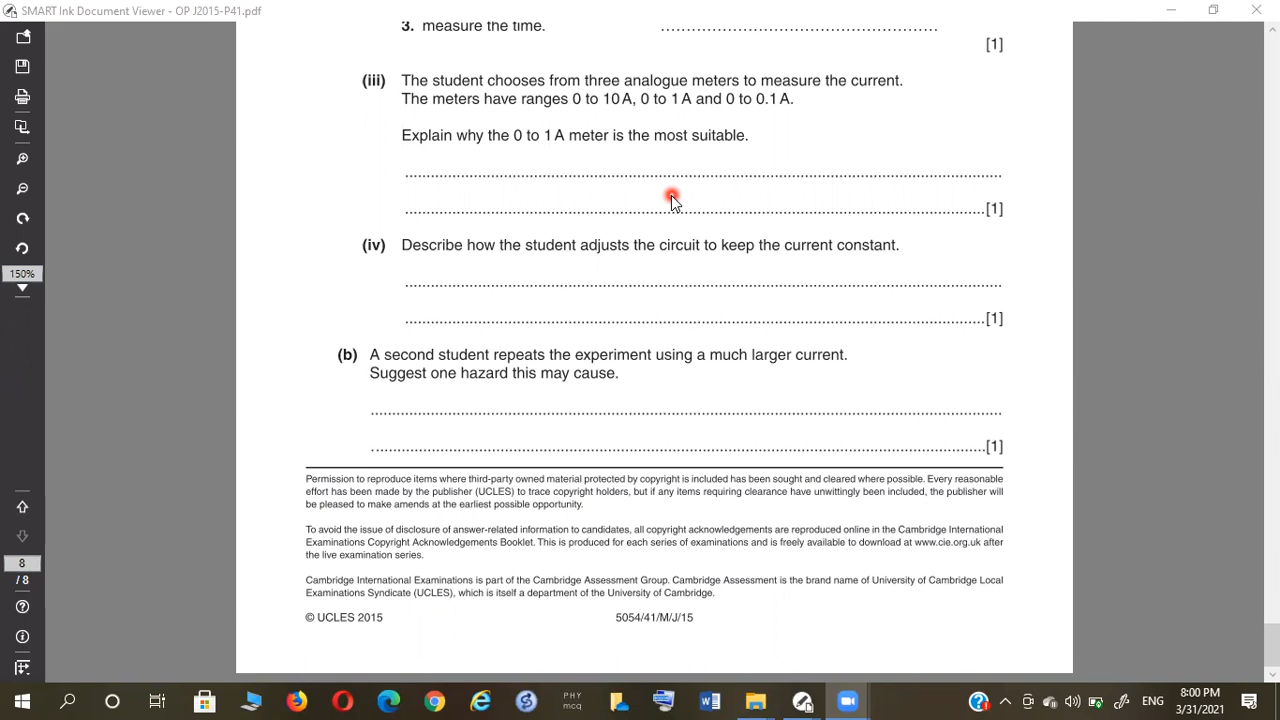 SMART Ink Document Viewer - OP J2015-P41.pdf
3. measure the time. ......................................................
[1]
(iii) The student chooses from three analogue meters to measure the current.
The meters have ranges 0 to 10 A, 0 to 1 A and 0 to 0.1 A.
Explain why the 0 to 1 A meter is the most suitable.
..........................................................................................................................................
......................................................................................................................................[1]
(iv) Describe how the student adjusts the circuit to keep the current constant.
..........................................................................................................................................
......................................................................................................................................[1]
(b) A second student repeats the experiment using a much larger current.
Suggest one hazard this may cause.
..................................................................................................................................................
..............................................................................................................................................[1]
Permission to reproduce items where third-party owned material protected by copyright is included has been sought and cleared where possible. Every reasonable
effort has been made by the publisher (UCLES) to trace copyright holders, but if any items requiring clearance have unwittingly been included, the publisher will
be pleased to make amends at the earliest possible opportunity.
To avoid the issue of disclosure of answer-related information to candidates, all copyright acknowledgements are reproduced online in the Cambridge International
Examinations Copyright Acknowledgements Booklet. This is produced for each series of examinations and is freely available to download at www.cie.org.uk after
the live examination series.
Cambridge International Examinations is part of the Cambridge Assessment Group. Cambridge Assessment is the brand name of University of Cambridge Local
Examinations Syndicate (UCLES), which is itself a department of the University of Cambridge.
© UCLES 2015 5054/41/M/J/15
150%
8
/ 8
PHY
mcq
ENG
8:00 PM
3/31/2021